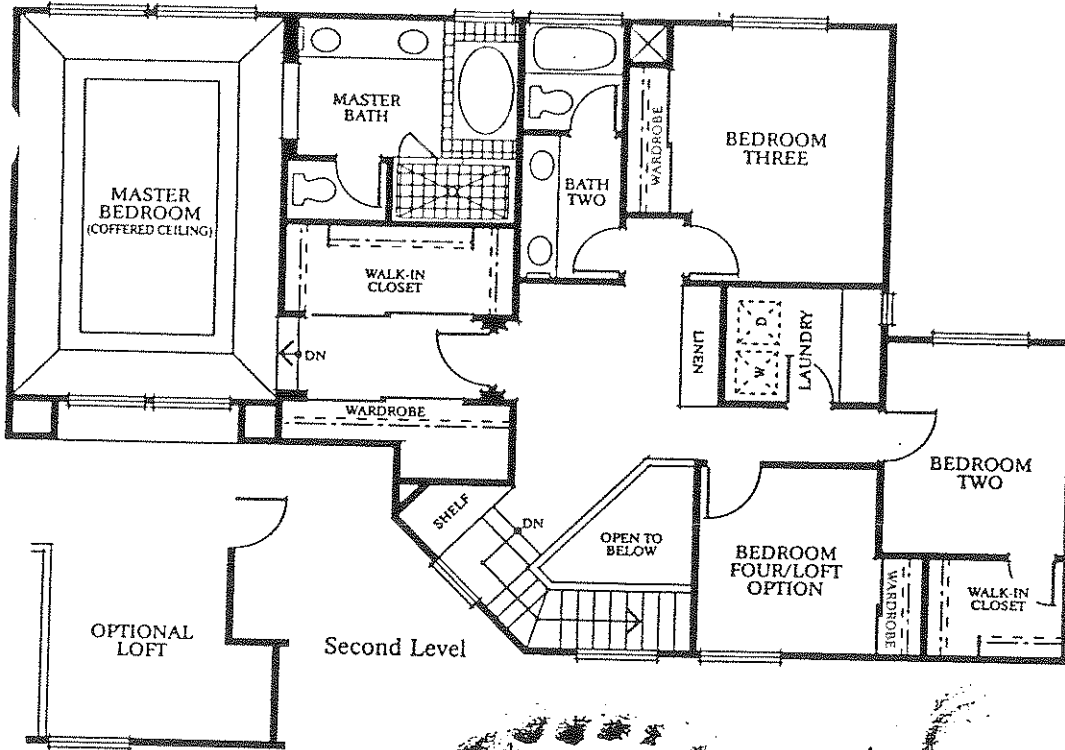 MASTER
BATH
MASTER
BEDROOM
(COFFERED CEILING)
WALK-IN
CLOSET
DN
WARDROBE
BATH
TWO
WARDROBE
BEDROOM
THREE
LINEN
D
W
LAUNDRY
BEDROOM
TWO
SHELF
DN
OPEN TO
BELOW
BEDROOM
FOUR/LOFT
OPTION
WARDROBE
WALK-IN
CLOSET
OPTIONAL
LOFT
Second Level